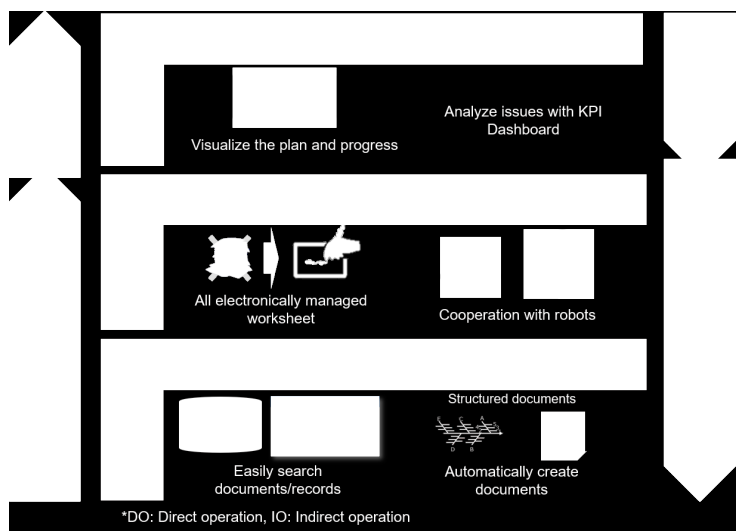 Visualize the plan and progress
Analyze issues with KPI
Dashboard
All electronically managed
worksheet
Cooperation with robots
Structured documents
E
C
A
D
B
Easily search
documents/records
Automatically create
documents
*DO: Direct operation, IO: Indirect operation